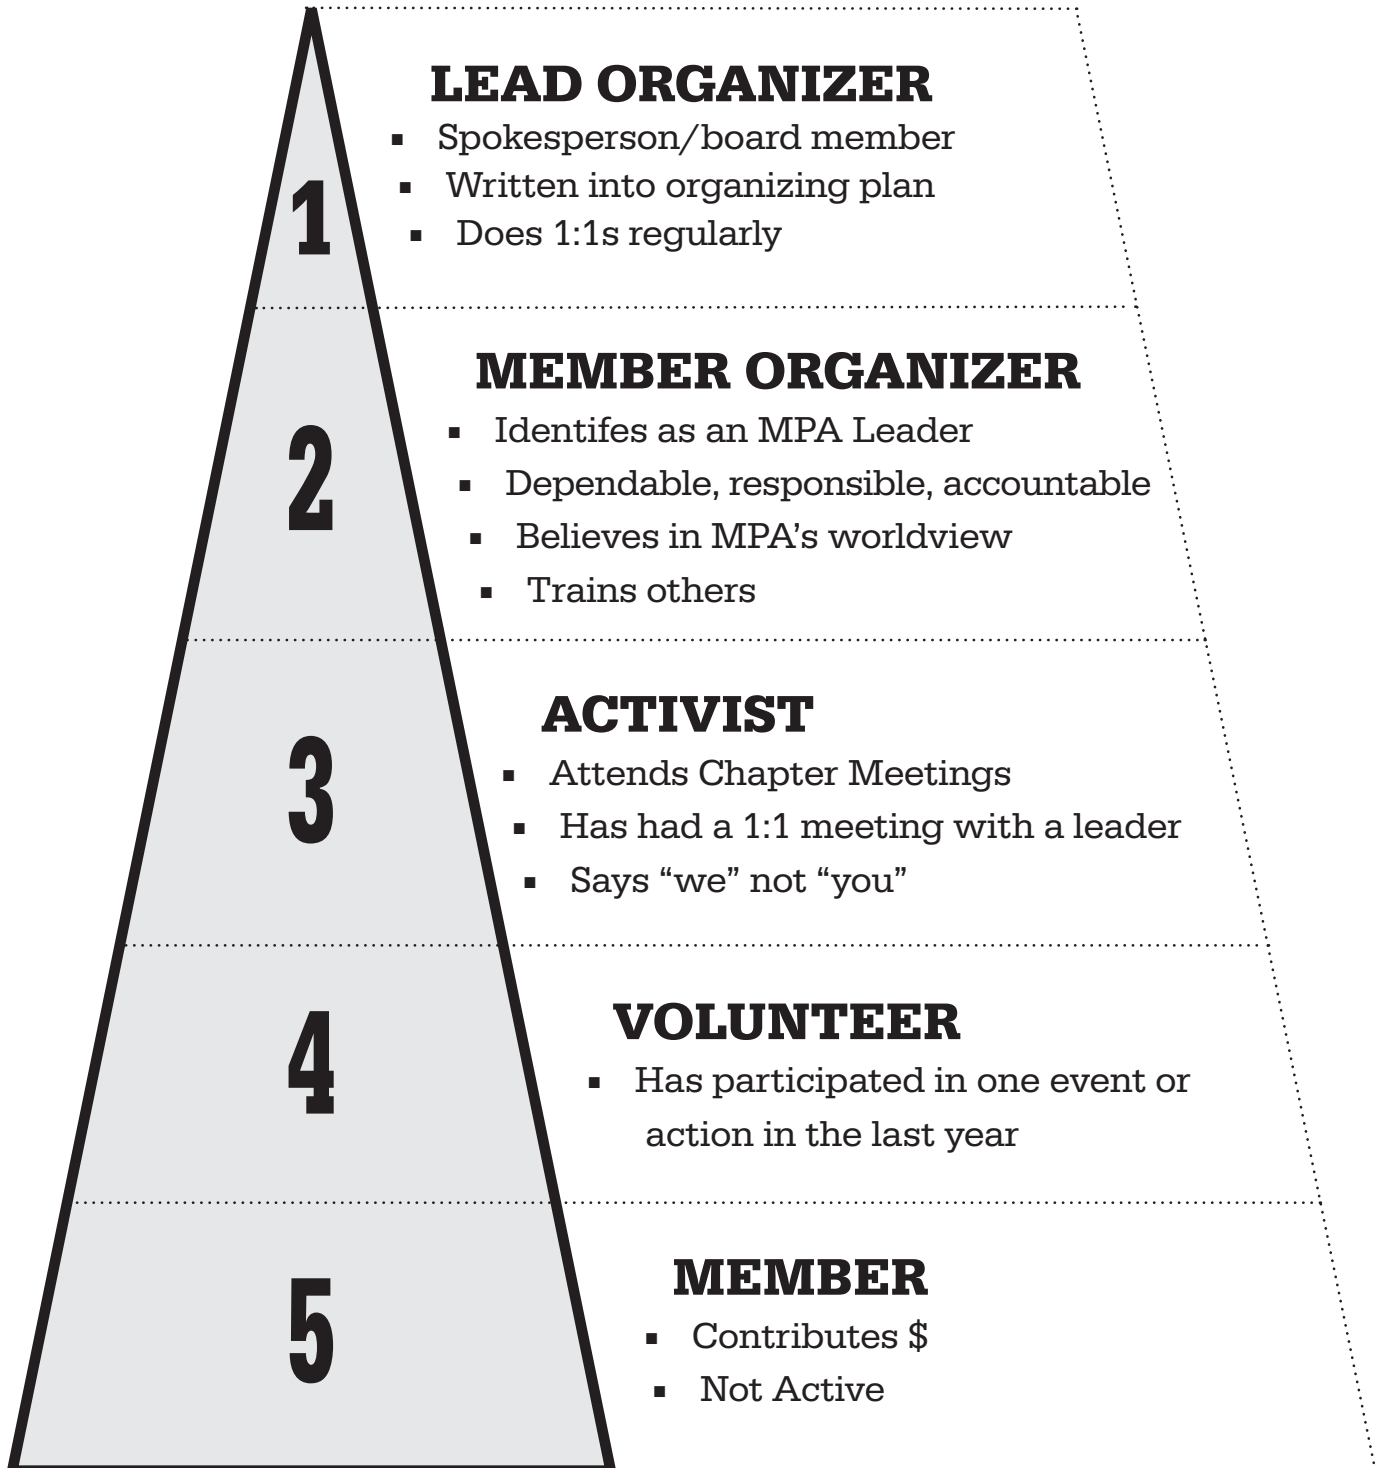 LEAD ORGANIZER
▪ Spokesperson/board member
▪ Written into organizing plan
▪ Does 1:1s regularly
1
MEMBER ORGANIZER
▪ Identifes as an MPA Leader
▪ Dependable, responsible, accountable
▪ Believes in MPA’s worldview
▪ Trains others
2
ACTIVIST
▪ Attends Chapter Meetings
▪ Has had a 1:1 meeting with a leader
▪ Says “we” not “you”
3
VOLUNTEER
▪ Has participated in one event or
action in the last year
4
MEMBER
▪ Contributes $
▪ Not Active
5